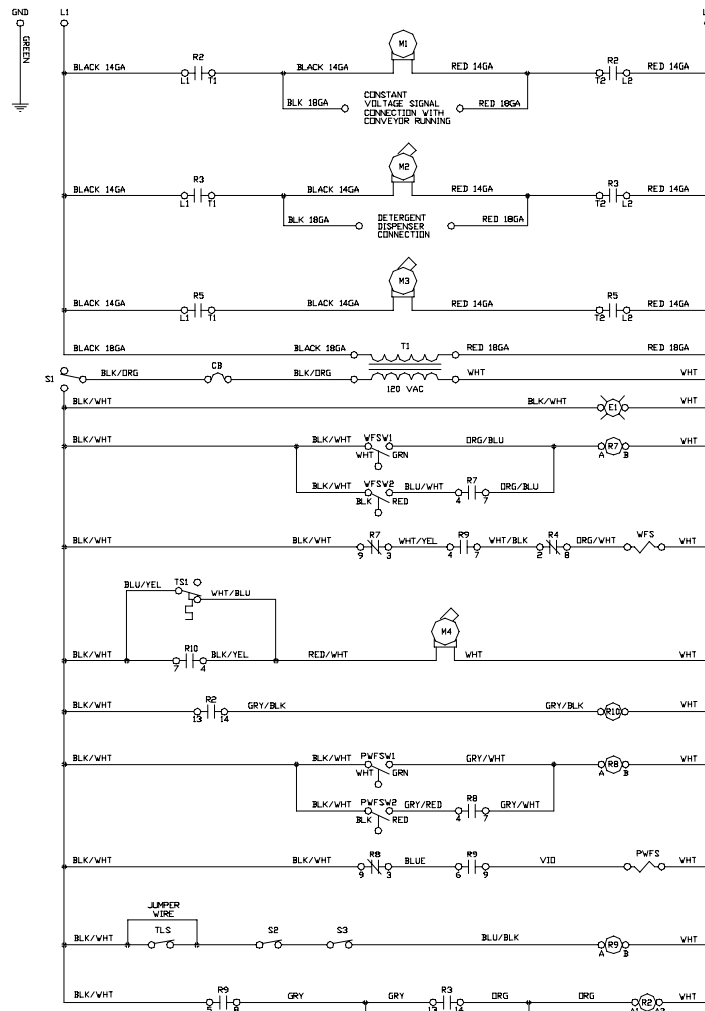 GND L1 L
GREEN
M1
R2 R2
BLACK 14GA BLACK 14GA RED 14GA RED 14GA
L1 T1 T2 L2
CONSTANT
VOLTAGE SIGNAL
CONNECTION WITH
CONVEYOR RUNNING
BLK 18GA RED 18GA
M2
R3 R3
BLACK 14GA BLACK 14GA RED 14GA RED 14GA
L1 T1 T2 L2
DETERGENT
DISPENSER
CONNECTION
BLK 18GA RED 18GA
M3
R5 R5
BLACK 14GA BLACK 14GA RED 14GA RED 14GA
L1 T1 T2 L2
BLACK 18GA BLACK 18GA T1 RED 18GA RED 18GA
CB
S1 BLK/ORG BLK/ORG WHT WHT
120 VAC
BLK/WHT BLK/WHT E1 WHT
BLK/WHT BLK/WHT WFSW1 ORG/BLU R7 WHT
WHT GRN A B
BLK/WHT WFSW2 BLU/WHT R7 ORG/BLU
BLK RED 4 7
BLK/WHT BLK/WHT R7 WHT/YEL R9 WHT/BLK R4 ORG/WHT WFS WHT
9 3 4 7 2 8
BLU/YEL TS1 WHT/BLU
M4
BLK/WHT R10 BLK/YEL RED/WHT WHT WHT
7 4
BLK/WHT R2 GRY/BLK GRY/BLK R10 WHT
13 14
BLK/WHT BLK/WHT PWFSW1 GRY/WHT R8 WHT
WHT GRN A B
BLK/WHT PWFSW2 GRY/RED R8 GRY/WHT
BLK RED 4 7
BLK/WHT BLK/WHT R8 BLUE R9 VIO PWFS WHT
9 3 6 9
JUMPER
WIRE
BLK/WHT TLS S2 S3 BLU/BLK R9 WHT
A B
BLK/WHT R9 GRY GRY R3 ORG ORG R2 WHT
5 8 13 14 A1 A2